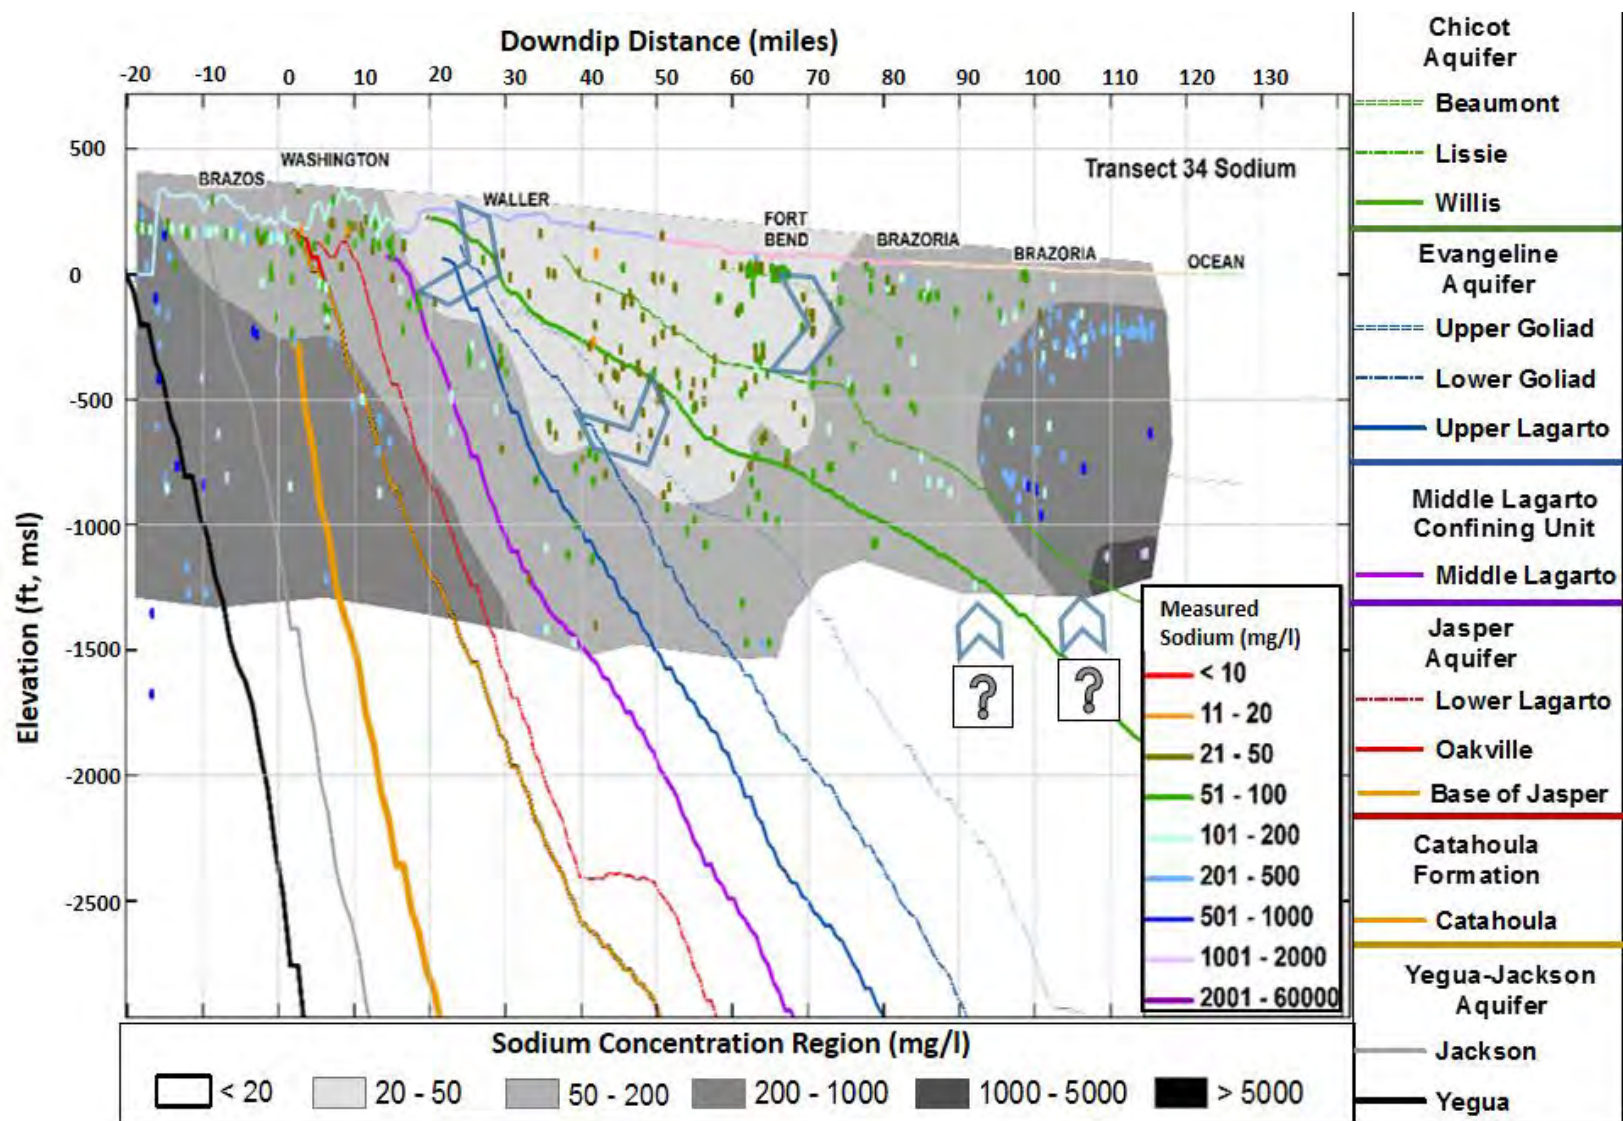 Downdip Distance (miles)
-20 -10 0 10 20 30 40 50 60 70 80 90 100 110 120 130
Elevation (ft, msl)
500
0
-500
-1000
-1500
-2000
-2500
Transect 34 Sodium
BRAZOS
WASHINGTON
WALLER
FORT
BEND
BRAZORIA
BRAZORIA
OCEAN
?
?
Measured
Sodium (mg/l)
< 10
11 - 20
21 - 50
51 - 100
101 - 200
201 - 500
501 - 1000
1001 - 2000
2001 - 60000
Sodium Concentration Region (mg/l)
< 20 20 - 50 50 - 200 200 - 1000 1000 - 5000 > 5000
Chicot
Aquifer
Beaumont
Lissie
Willis
Evangeline
Aquifer
Upper Goliad
Lower Goliad
Upper Lagarto
Middle Lagarto
Confining Unit
Middle Lagarto
Jasper
Aquifer
Lower Lagarto
Oakville
Base of Jasper
Catahoula
Formation
Catahoula
Yegua-Jackson
Aquifer
Jackson
Yegua